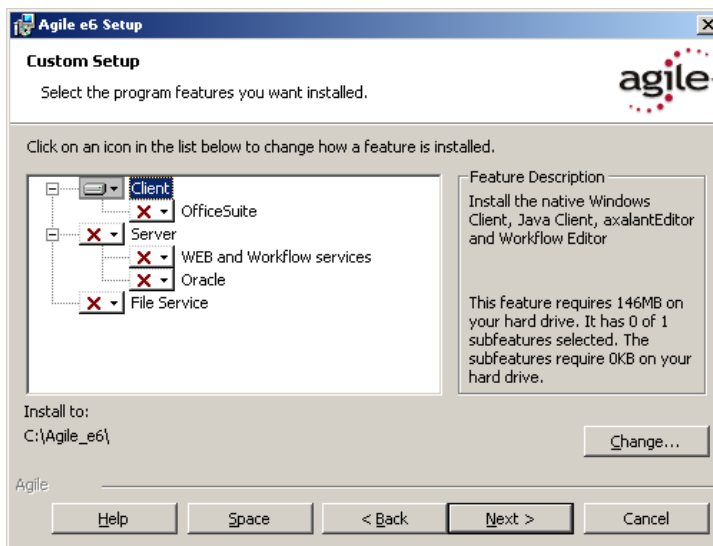 Agile e6 Setup
Custom Setup
Select the program features you want installed.
agile
Click on an icon in the list below to change how a feature is installed.
Client
OfficeSuite
Server
WEB and Workflow services
Oracle
File Service
Feature Description
Install the native Windows
Client, Java Client, axalantEditor
and Workflow Editor
This feature requires 146MB on
your hard drive. It has 0 of 1
subfeatures selected. The
subfeatures require 0KB on your
hard drive.
Install to:
C:\Agile_e6\
Change...
Agile
Help
Space
< Back
Next >
Cancel